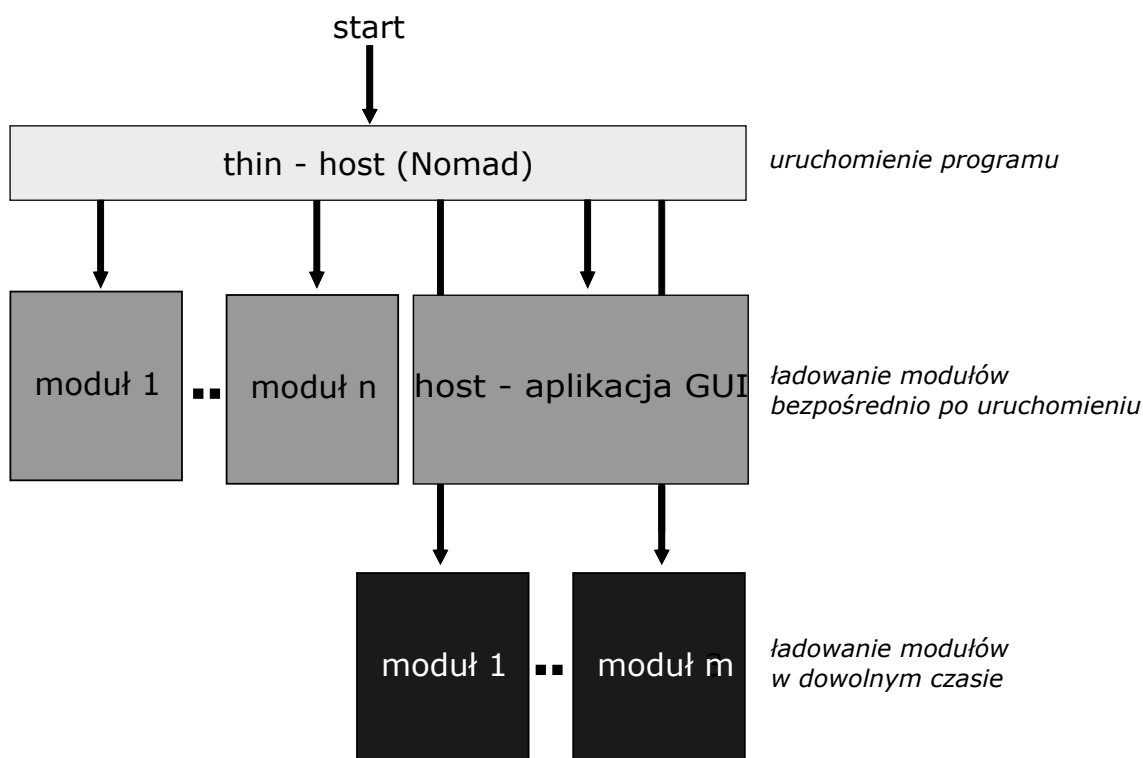 start
thin - host (Nomad)
uruchomienie programu
moduł 1
moduł n
host - aplikacja GUI
ładowanie modułów
bezpośrednio po uruchomieniu
moduł 1
moduł m
ładowanie modułów
w dowolnym czasie